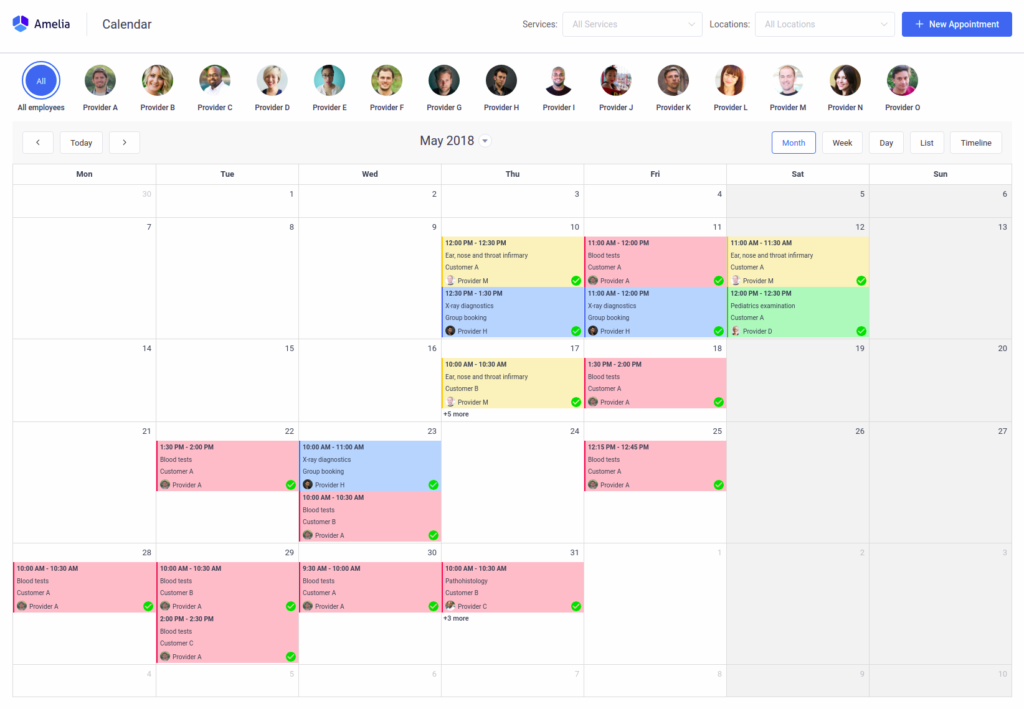 Amelia
Calendar
Services:
All Services
Locations:
All Locations
+ New Appointment
All
All employees
Provider A
Provider B
Provider C
Provider D
Provider E
Provider F
Provider G
Provider H
Provider I
Provider J
Provider K
Provider L
Provider M
Provider N
Provider O
Today
May 2018
Month
Week
Day
List
Timeline
Mon
Tue
Wed
Thu
Fri
Sat
Sun
30
1
2
3
4
5
6
7
8
9
10
12:00 PM - 12:30 PM
Ear, nose and throat infirmary
Customer A
Provider M
12:30 PM - 1:30 PM
X-ray diagnostics
Group booking
Provider H
11
11:00 AM - 12:00 PM
Blood tests
Customer A
Provider A
11:00 AM - 12:00 PM
X-ray diagnostics
Group booking
Provider H
12
11:00 AM - 11:30 AM
Ear, nose and throat infirmary
Customer A
Provider M
12:00 PM - 12:30 PM
Pediatrics examination
Customer A
Provider D
13
14
15
16
17
10:00 AM - 10:30 AM
Ear, nose and throat infirmary
Customer B
Provider M
+5 more
18
1:30 PM - 2:00 PM
Blood tests
Customer A
Provider A
19
20
21
22
1:30 PM - 2:00 PM
Blood tests
Customer A
Provider A
23
10:00 AM - 11:00 AM
X-ray diagnostics
Group booking
Provider H
10:00 AM - 10:30 AM
Blood tests
Customer B
Provider A
24
25
12:15 PM - 12:45 PM
Blood tests
Customer A
Provider A
26
27
28
10:00 AM - 10:30 AM
Blood tests
Customer A
Provider A
29
10:00 AM - 10:30 AM
Blood tests
Customer B
Provider A
2:00 PM - 2:30 PM
Blood tests
Customer C
Provider A
30
9:30 AM - 10:00 AM
Blood tests
Customer A
Provider A
31
10:00 AM - 10:30 AM
Pathohistology
Customer B
Provider C
+3 more
1
2
3
4
5
6
7
8
9
10